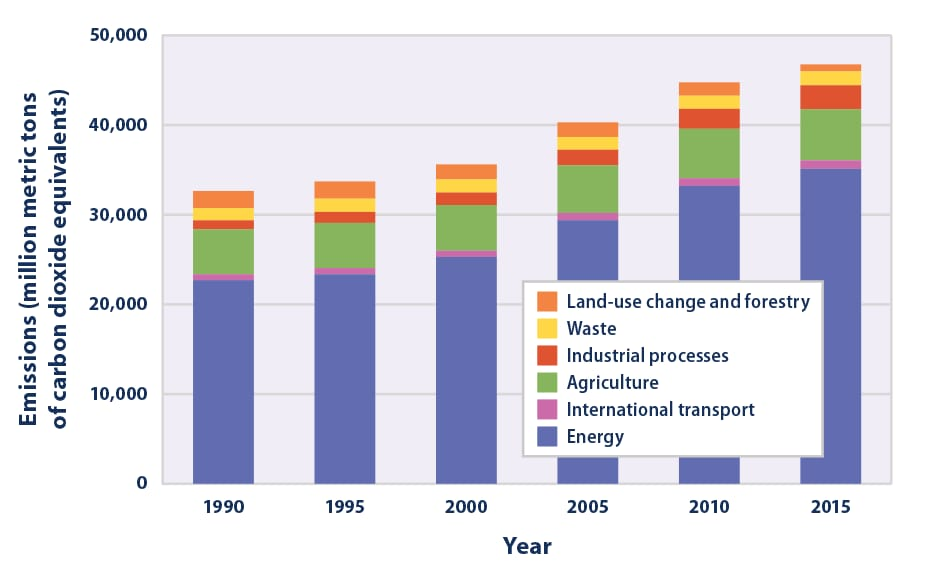 Emissions (million metric tons
of carbon dioxide equivalents)
50,000
40,000
30,000
20,000
10,000
0
Land-use change and forestry
Waste
Industrial processes
Agriculture
International transport
Energy
1990 1995 2000 2005 2010 2015
Year